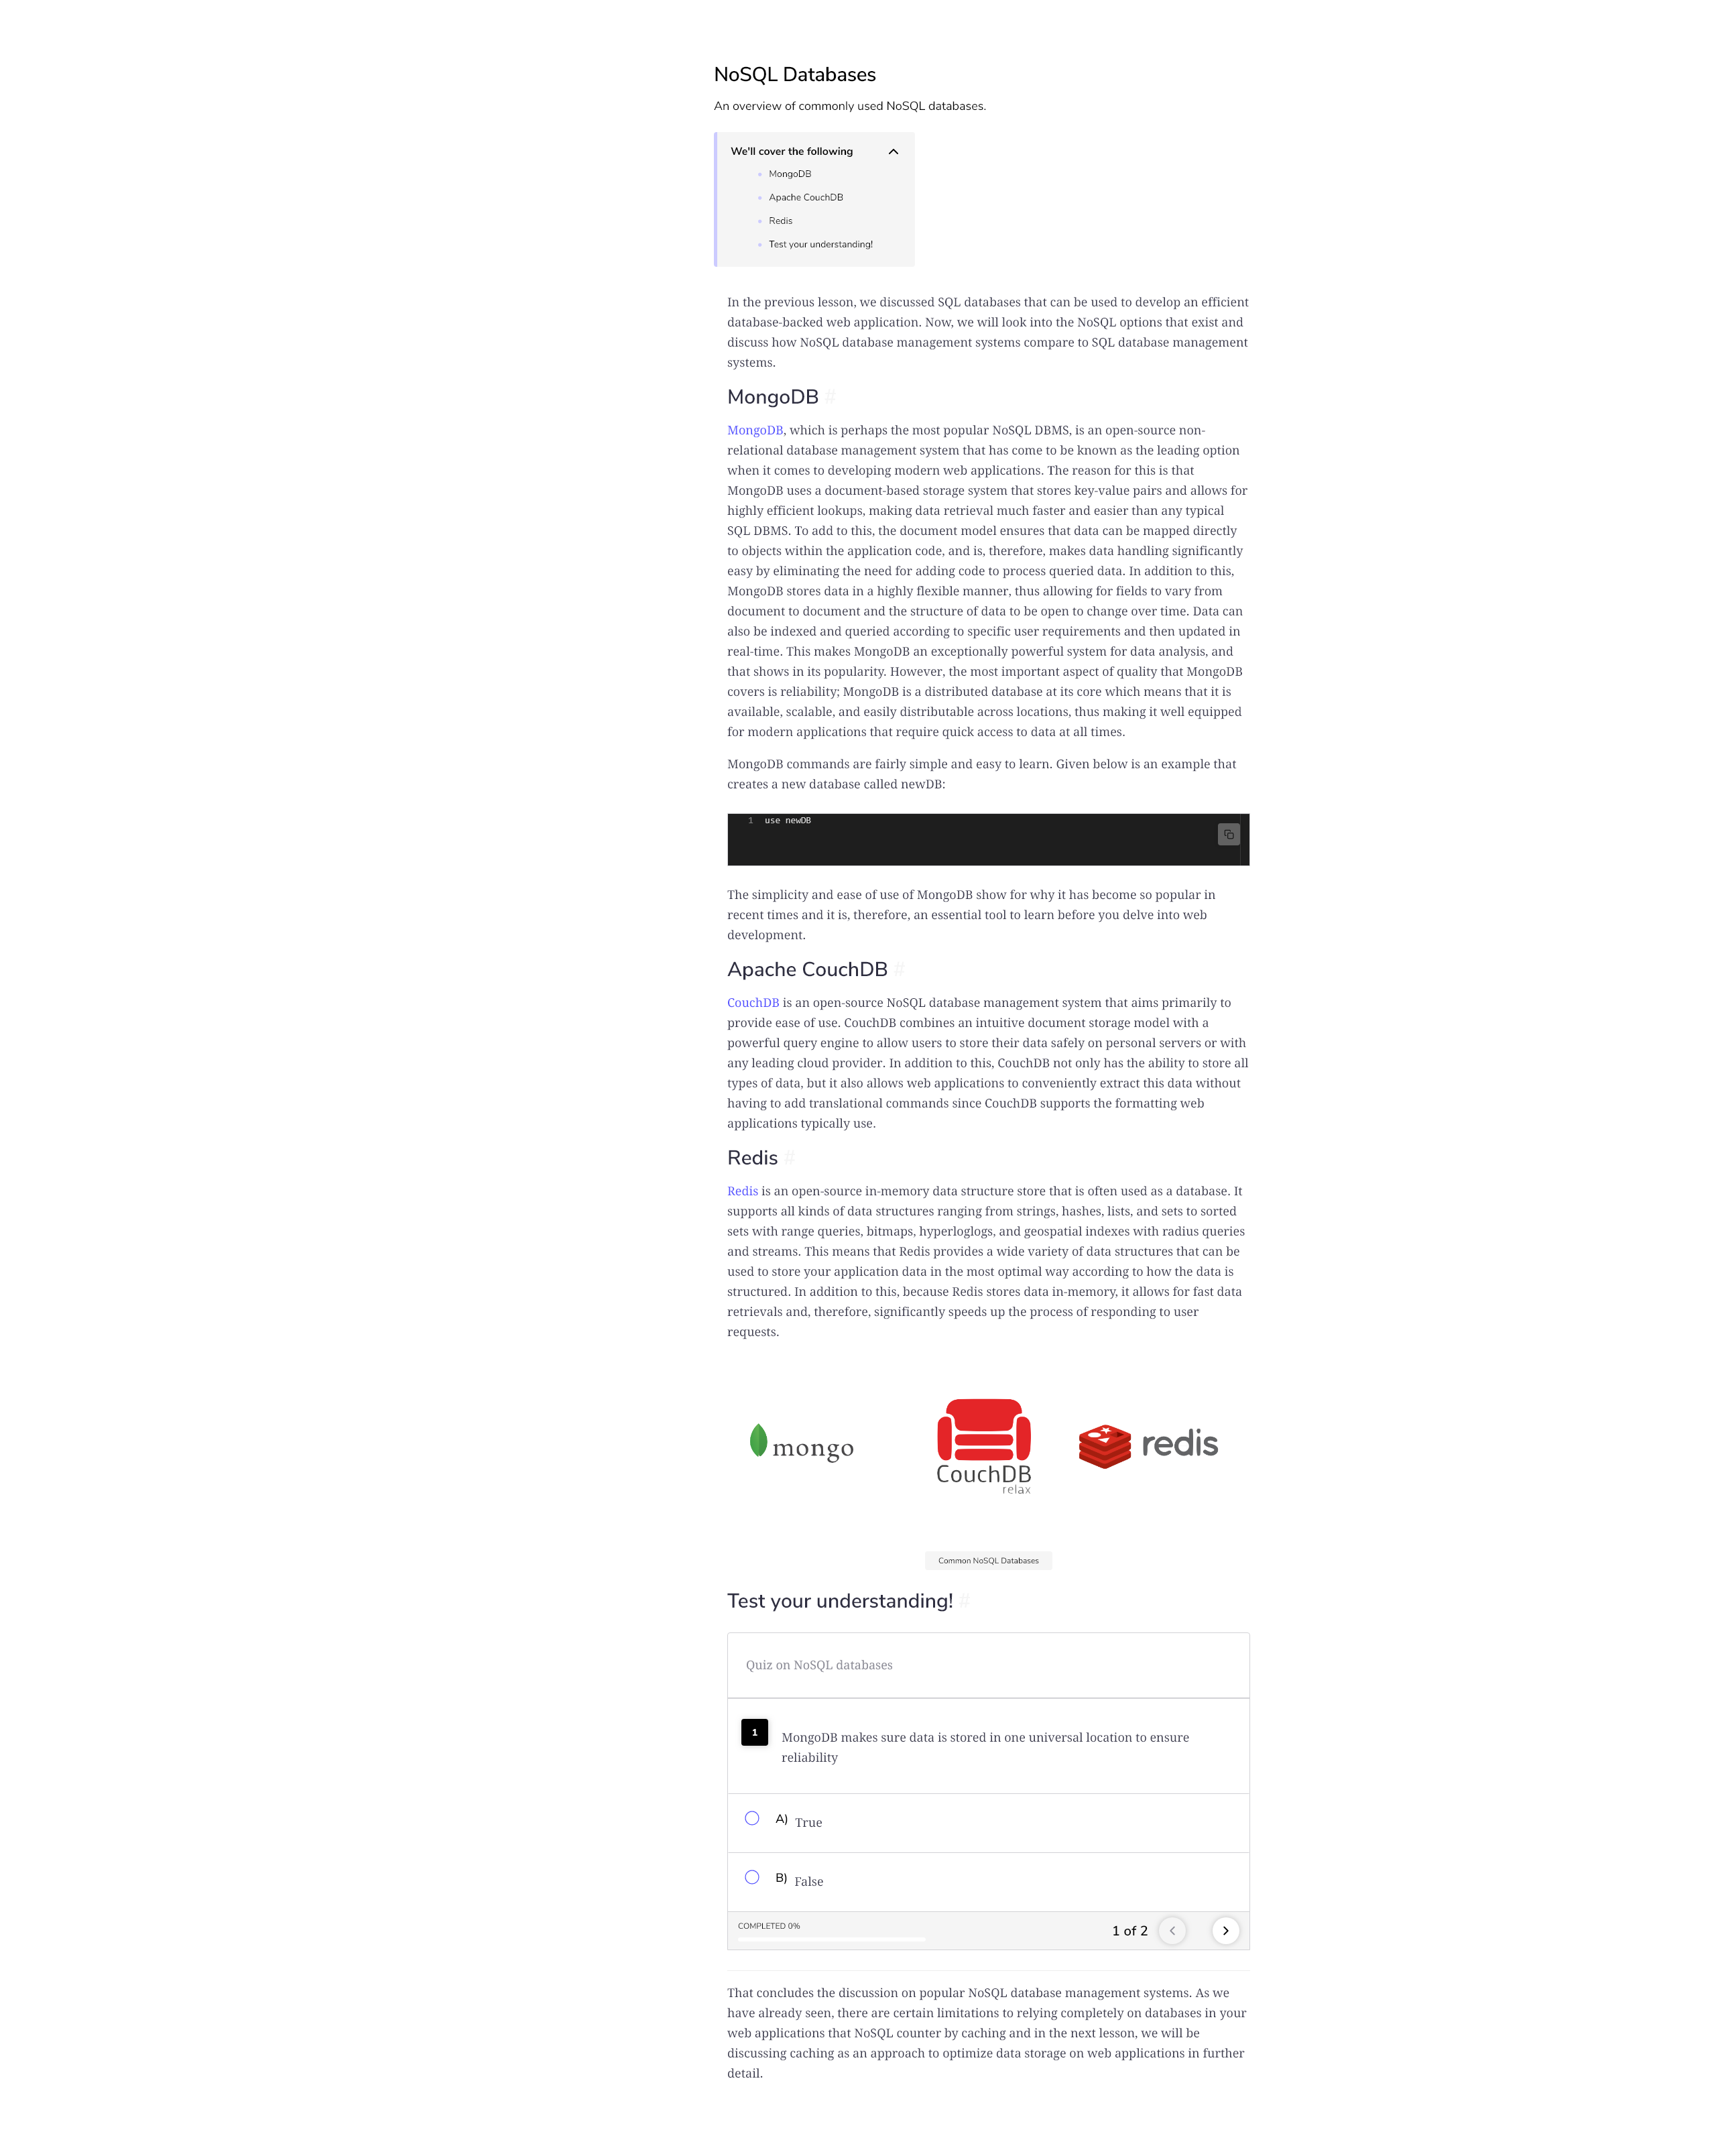 NoSQL Databases
An overview of commonly used NoSQL databases.
We'll cover the following
MongoDB
Apache CouchDB
Redis
Test your understanding!
In the previous lesson, we discussed SQL databases that can be used to develop an efficient
database-backed web application. Now, we will look into the NoSQL options that exist and
discuss how NoSQL database management systems compare to SQL database management
systems.
MongoDB #
MongoDB, which is perhaps the most popular NoSQL DBMS, is an open-source non-
relational database management system that has come to be known as the leading option
when it comes to developing modern web applications. The reason for this is that
MongoDB uses a document-based storage system that stores key-value pairs and allows for
highly efficient lookups, making data retrieval much faster and easier than any typical
SQL DBMS. To add to this, the document model ensures that data can be mapped directly
to objects within the application code, and is, therefore, makes data handling significantly
easy by eliminating the need for adding code to process queried data. In addition to this,
MongoDB stores data in a highly flexible manner, thus allowing for fields to vary from
document to document and the structure of data to be open to change over time. Data can
also be indexed and queried according to specific user requirements and then updated in
real-time. This makes MongoDB an exceptionally powerful system for data analysis, and
that shows in its popularity. However, the most important aspect of quality that MongoDB
covers is reliability; MongoDB is a distributed database at its core which means that it is
available, scalable, and easily distributable across locations, thus making it well equipped
for modern applications that require quick access to data at all times.
MongoDB commands are fairly simple and easy to learn. Given below is an example that
creates a new database called newDB:
1 use newDB
The simplicity and ease of use of MongoDB show for why it has become so popular in
recent times and it is, therefore, an essential tool to learn before you delve into web
development.
Apache CouchDB #
CouchDB is an open-source NoSQL database management system that aims primarily to
provide ease of use. CouchDB combines an intuitive document storage model with a
powerful query engine to allow users to store their data safely on personal servers or with
any leading cloud provider. In addition to this, CouchDB not only has the ability to store all
types of data, but it also allows web applications to conveniently extract this data without
having to add translational commands since CouchDB supports the formatting web
applications typically use.
Redis #
Redis is an open-source in-memory data structure store that is often used as a database. It
supports all kinds of data structures ranging from strings, hashes, lists, and sets to sorted
sets with range queries, bitmaps, hyperloglogs, and geospatial indexes with radius queries
and streams. This means that Redis provides a wide variety of data structures that can be
used to store your application data in the most optimal way according to how the data is
structured. In addition to this, because Redis stores data in-memory, it allows for fast data
retrievals and, therefore, significantly speeds up the process of responding to user
requests.
mongo
CouchDB
relax
redis
Common NoSQL Databases
Test your understanding! #
Quiz on NoSQL databases
1
MongoDB makes sure data is stored in one universal location to ensure
reliability
A) True
B) False
COMPLETED 0%
1 of 2
That concludes the discussion on popular NoSQL database management systems. As we
have already seen, there are certain limitations to relying completely on databases in your
web applications that NoSQL counter by caching and in the next lesson, we will be
discussing caching as an approach to optimize data storage on web applications in further
detail.